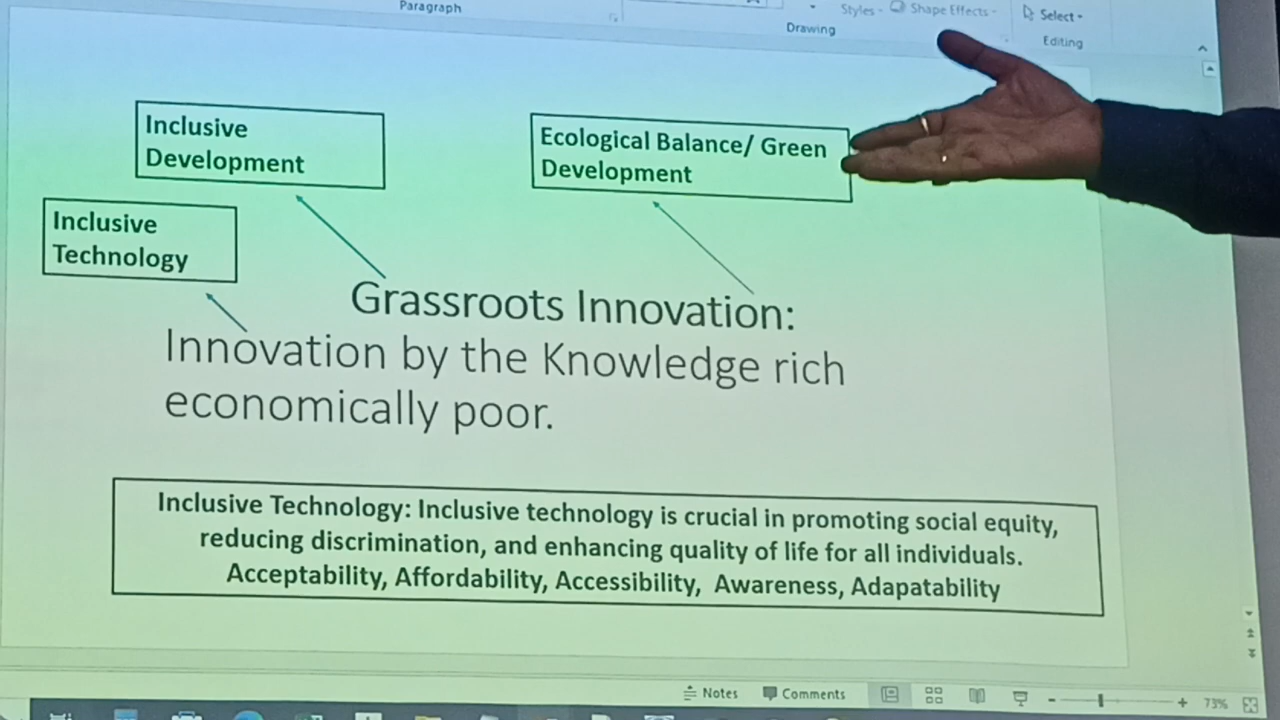 Paragraph
Drawing
Styles
Shape Effects
Select
Editing
Inclusive
Development
Ecological Balance/ Green
Development
Inclusive
Technology
Grassroots Innovation:
Innovation by the Knowledge rich
economically poor.
Inclusive Technology: Inclusive technology is crucial in promoting social equity,
reducing discrimination, and enhancing quality of life for all individuals.
Acceptability, Affordability, Accessibility, Awareness, Adapatability
Notes
Comments
73%